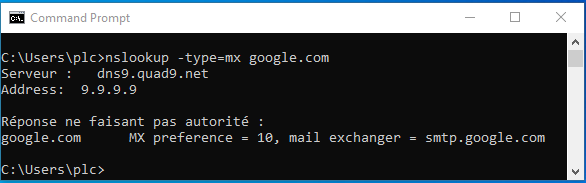 Command Prompt
C:\Users\plc>nslookup -type=mx google.com
Serveur :   dns9.quad9.net
Address:  9.9.9.9
Réponse ne faisant pas autorité :
google.com      MX preference = 10, mail exchanger = smtp.google.com
C:\Users\plc>